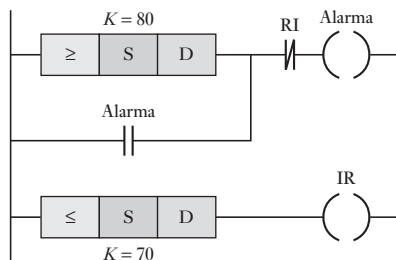 K = 80
RI Alarma
≥ S D
Alarma
IR
≤ S D
K = 70